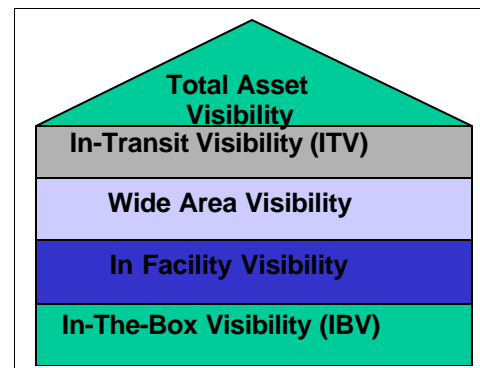 Total Asset
Visibility
In-Transit Visibility (ITV)
Wide Area Visibility
In Facility Visibility
In-The-Box Visibility (IBV)